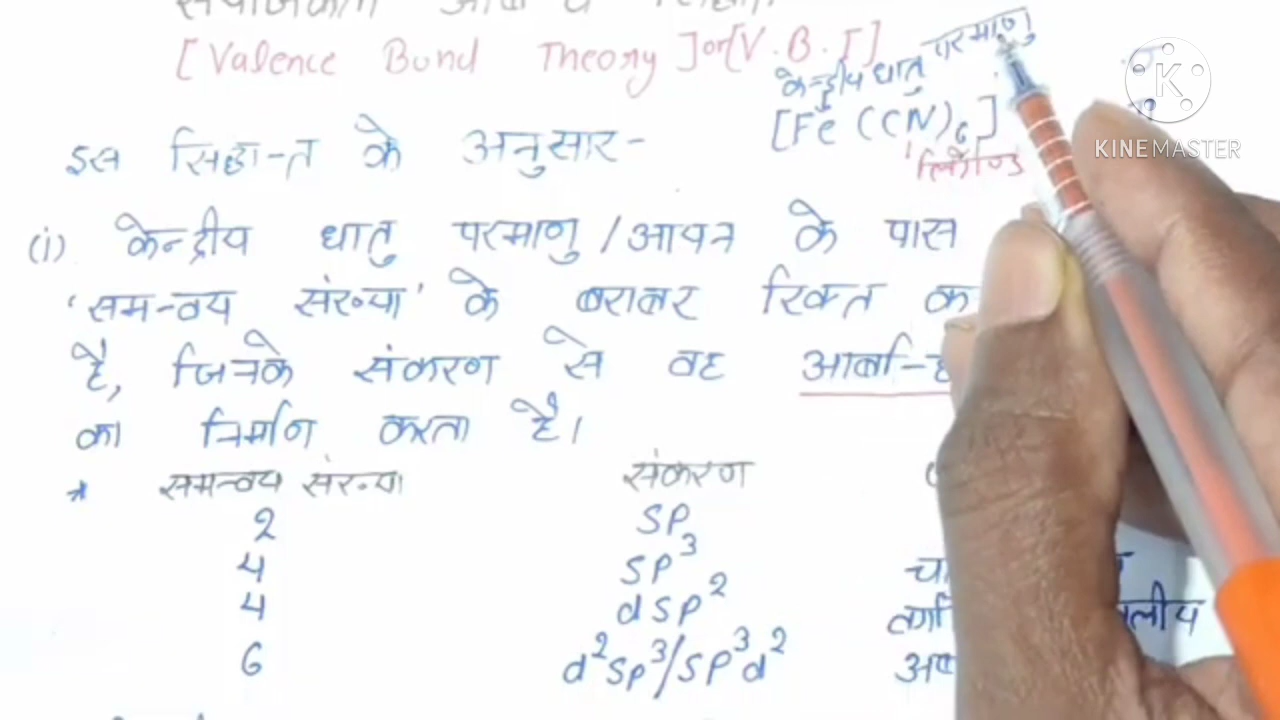 [Valence Bond Theory] or [V.B.T]
केन्द्रीय धातु परमाणु
[Fe (CN)6]
लिगेण्ड
KINEMASTER
इस सिद्धान्त के अनुसार-
(i) केन्द्रीय धातु परमाणु / आयन के पास
'समन्वय संख्या' के बराबर रिक्त क
है, जिनके संकरण से वह आबन्ध
का निर्माण करता है।
* समन्वय संख्या संकरण
2 SP
4 SP³
4 dSP²
6 d²SP³/SP³d²